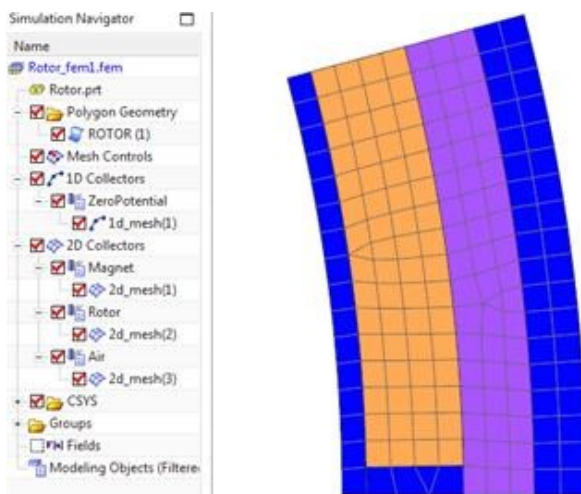 Simulation Navigator
Name
Rotor_fem1.fem
Rotor.prt
Polygon Geometry
ROTOR (1)
Mesh Controls
1D Collectors
ZeroPotential
1d_mesh(1)
2D Collectors
Magnet
2d_mesh(1)
Rotor
2d_mesh(2)
Air
2d_mesh(3)
CSYS
Groups
Fields
Modeling Objects (Filtere